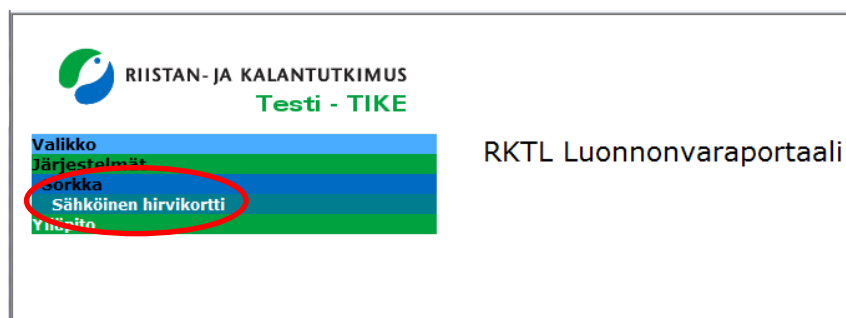 RIISTAN- JA KALANTUTKIMUS
Testi - TIKE
Valikko
Järjestelmät
Sorkka
Sähköinen hirvikortti
Ylläpito
RKTL Luonnonvaraportaali